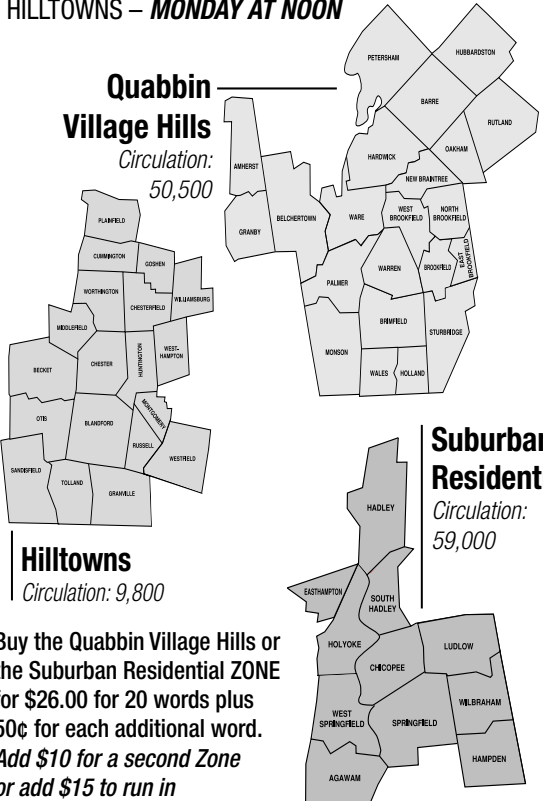 HILLTOWNS – MONDAY AT NOON
Quabbin
Village Hills
Circulation:
50,500
PETERSHAM
HUBBARDSTON
BARRE
RUTLAND
OAKHAM
HARDWICK
NEW BRAINTREE
AMHERST
BELCHERTOWN
GRANBY
WARE
WEST
BROOKFIELD
NORTH
BROOKFIELD
EAST
BROOKFIELD
BROOKFIELD
WARREN
PALMER
BRIMFIELD
STURBRIDGE
MONSON
WALES
HOLLAND
PLAINFIELD
CUMMINGTON
GOSHEN
WORTHINGTON
CHESTERFIELD
WILLIAMSBURG
MIDDLEFIELD
WEST-
HAMPTON
HUNTINGTON
CHESTER
BECKET
MONTGOMERY
OTIS
BLANDFORD
RUSSELL
WESTFIELD
SANDISFIELD
TOLLAND
GRANVILLE
Hilltowns
Circulation: 9,800
Suburban
Resident
Circulation:
59,000
HADLEY
EASTHAMPTON
SOUTH
HADLEY
HOLYOKE
CHICOPEE
LUDLOW
WEST
SPRINGFIELD
SPRINGFIELD
WILBRAHAM
HAMPDEN
AGAWAM
Buy the Quabbin Village Hills or
the Suburban Residential ZONE
for $26.00 for 20 words plus
50¢ for each additional word.
Add $10 for a second Zone
or add $15 to run in